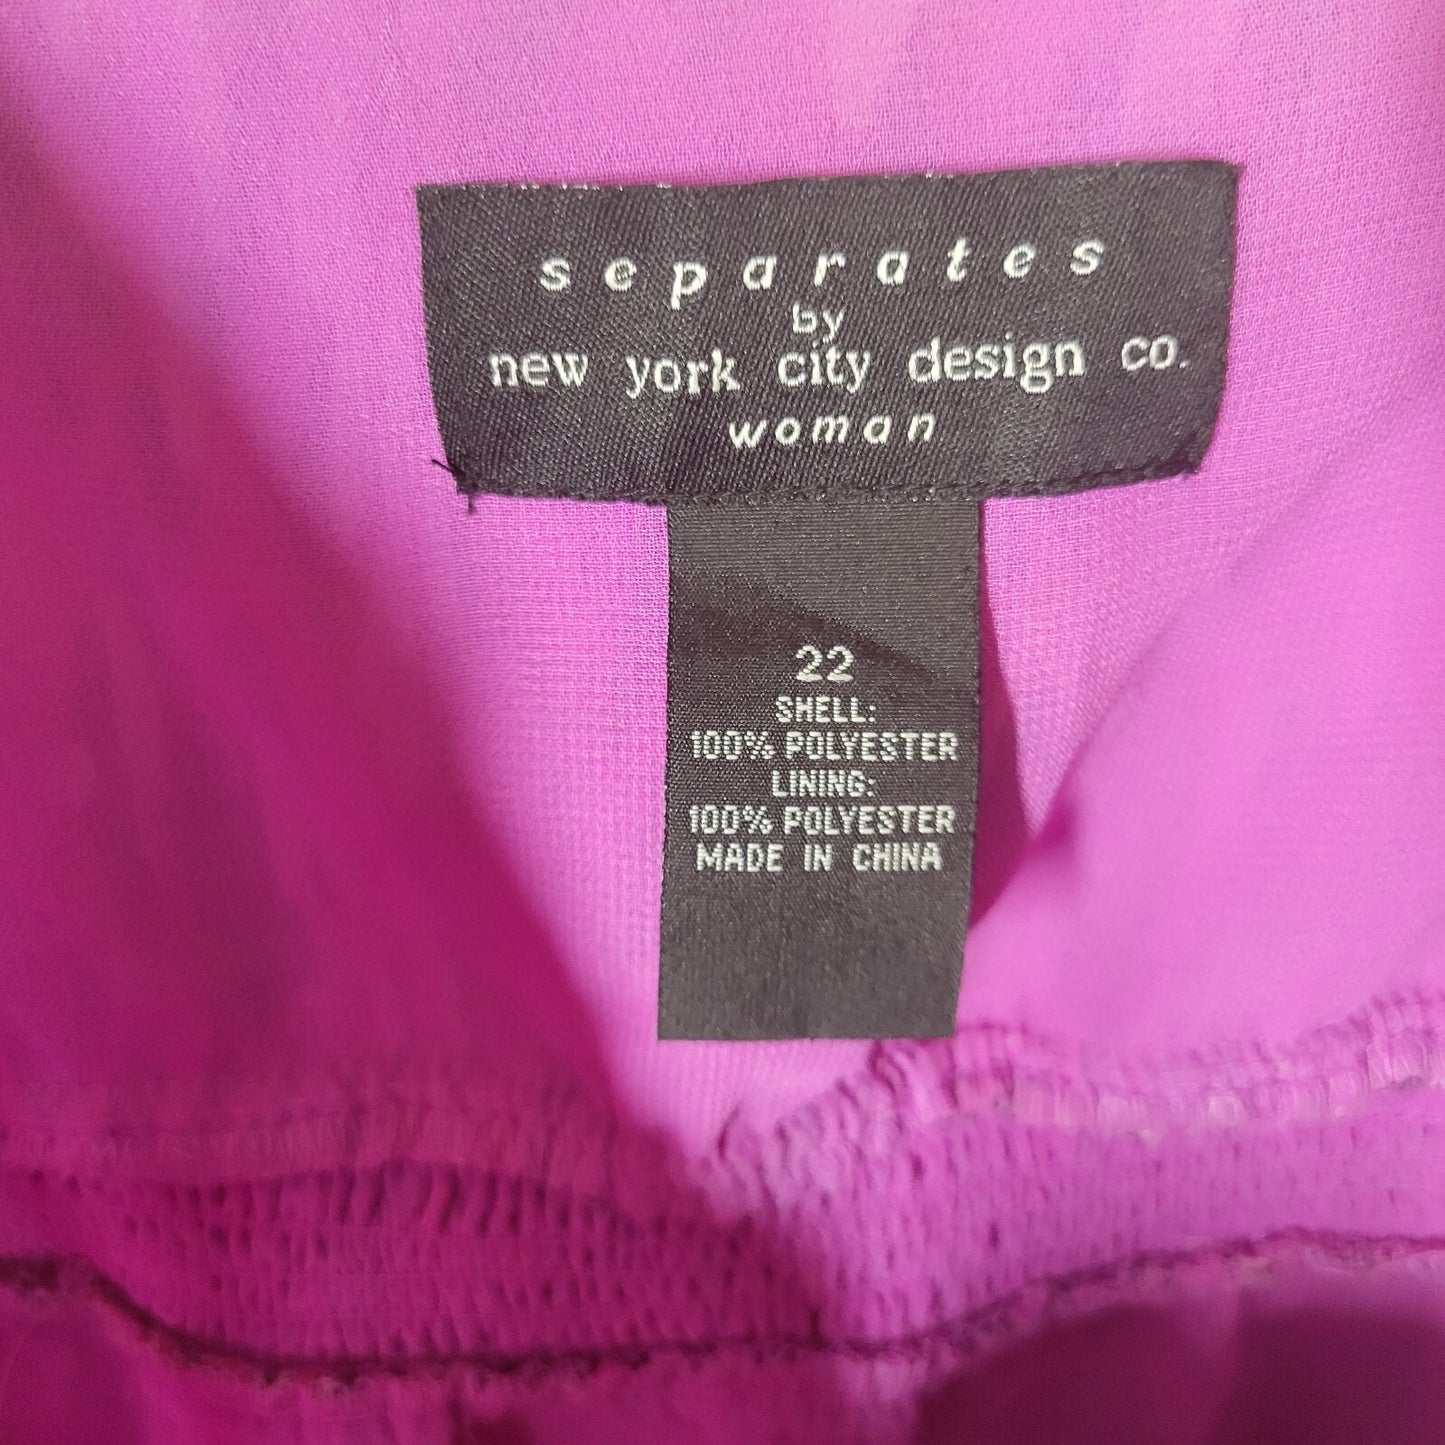 separates
by
new york city design co.
woman
22
SHELL:
100% POLYESTER
LINING:
100% POLYESTER
MADE IN CHINA